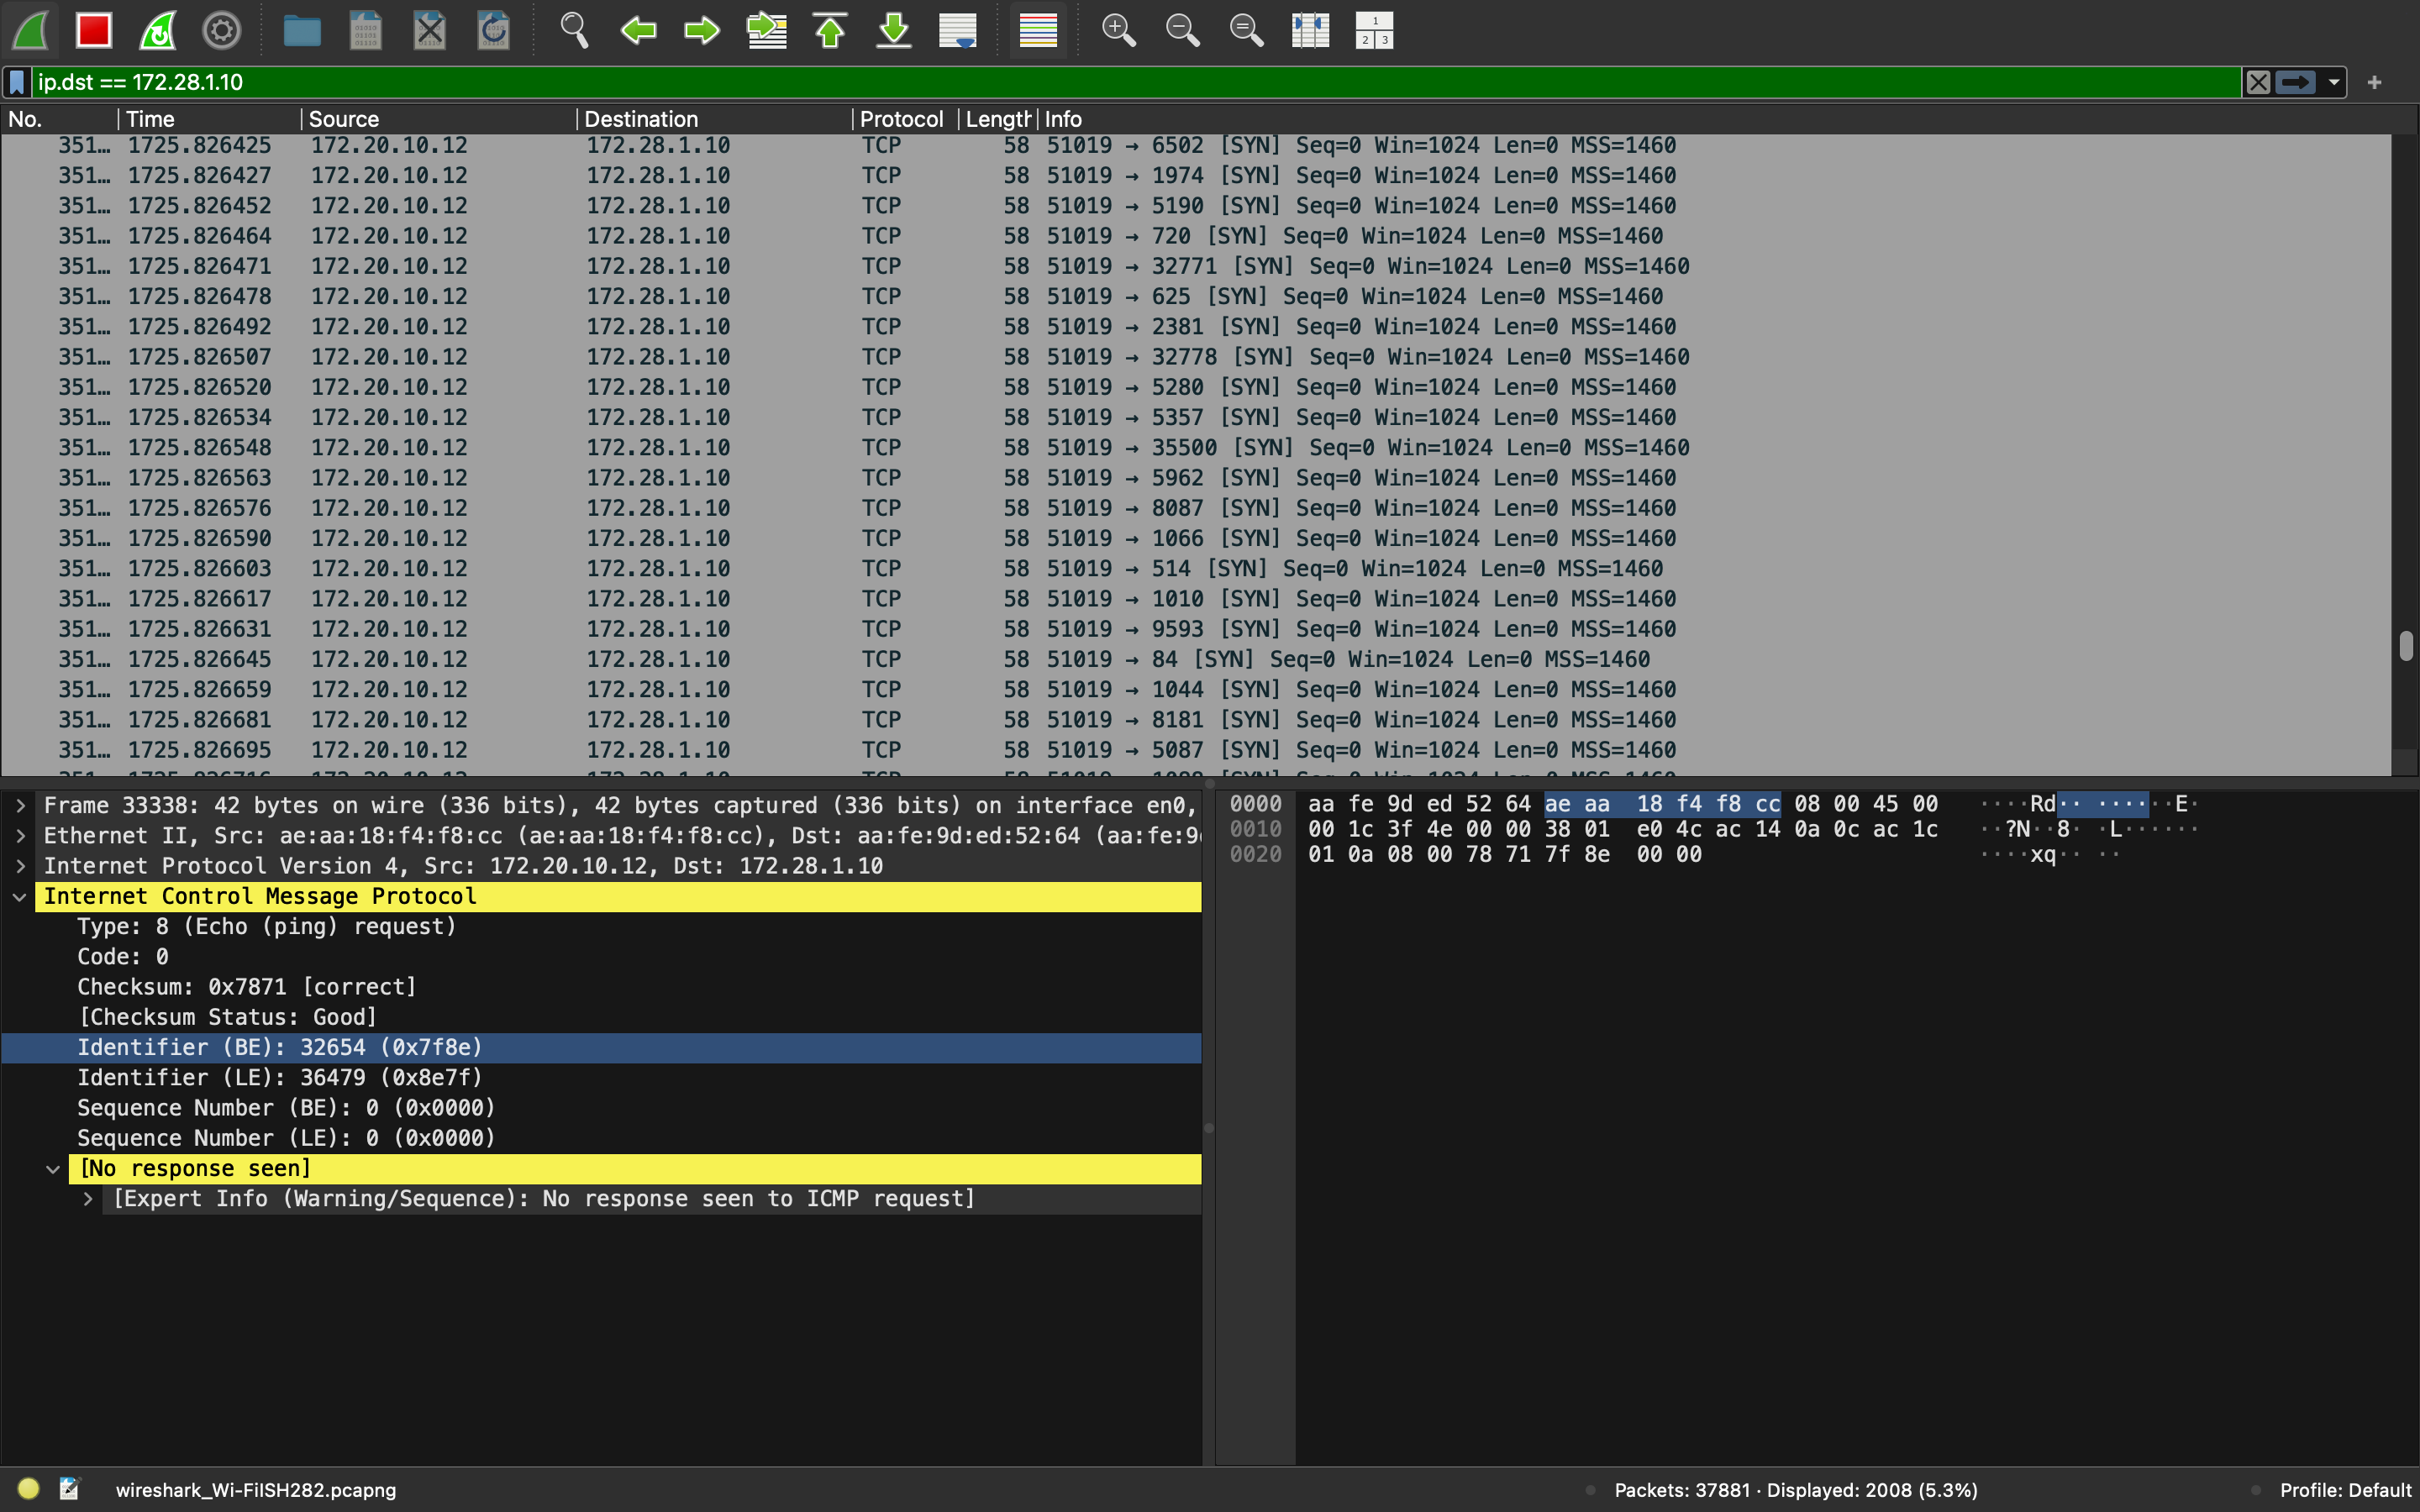 ip.dst == 172.28.1.10
No. Time Source Destination Protocol Length Info
351… 1725.826425 172.20.10.12 172.28.1.10 TCP 58 51019 → 6502 [SYN] Seq=0 Win=1024 Len=0 MSS=1460
351… 1725.826427 172.20.10.12 172.28.1.10 TCP 58 51019 → 1974 [SYN] Seq=0 Win=1024 Len=0 MSS=1460
351… 1725.826452 172.20.10.12 172.28.1.10 TCP 58 51019 → 5190 [SYN] Seq=0 Win=1024 Len=0 MSS=1460
351… 1725.826464 172.20.10.12 172.28.1.10 TCP 58 51019 → 720 [SYN] Seq=0 Win=1024 Len=0 MSS=1460
351… 1725.826471 172.20.10.12 172.28.1.10 TCP 58 51019 → 32771 [SYN] Seq=0 Win=1024 Len=0 MSS=1460
351… 1725.826478 172.20.10.12 172.28.1.10 TCP 58 51019 → 625 [SYN] Seq=0 Win=1024 Len=0 MSS=1460
351… 1725.826492 172.20.10.12 172.28.1.10 TCP 58 51019 → 2381 [SYN] Seq=0 Win=1024 Len=0 MSS=1460
351… 1725.826507 172.20.10.12 172.28.1.10 TCP 58 51019 → 32778 [SYN] Seq=0 Win=1024 Len=0 MSS=1460
351… 1725.826520 172.20.10.12 172.28.1.10 TCP 58 51019 → 5280 [SYN] Seq=0 Win=1024 Len=0 MSS=1460
351… 1725.826534 172.20.10.12 172.28.1.10 TCP 58 51019 → 5357 [SYN] Seq=0 Win=1024 Len=0 MSS=1460
351… 1725.826548 172.20.10.12 172.28.1.10 TCP 58 51019 → 35500 [SYN] Seq=0 Win=1024 Len=0 MSS=1460
351… 1725.826563 172.20.10.12 172.28.1.10 TCP 58 51019 → 5962 [SYN] Seq=0 Win=1024 Len=0 MSS=1460
351… 1725.826576 172.20.10.12 172.28.1.10 TCP 58 51019 → 8087 [SYN] Seq=0 Win=1024 Len=0 MSS=1460
351… 1725.826590 172.20.10.12 172.28.1.10 TCP 58 51019 → 1066 [SYN] Seq=0 Win=1024 Len=0 MSS=1460
351… 1725.826603 172.20.10.12 172.28.1.10 TCP 58 51019 → 514 [SYN] Seq=0 Win=1024 Len=0 MSS=1460
351… 1725.826617 172.20.10.12 172.28.1.10 TCP 58 51019 → 1010 [SYN] Seq=0 Win=1024 Len=0 MSS=1460
351… 1725.826631 172.20.10.12 172.28.1.10 TCP 58 51019 → 9593 [SYN] Seq=0 Win=1024 Len=0 MSS=1460
351… 1725.826645 172.20.10.12 172.28.1.10 TCP 58 51019 → 84 [SYN] Seq=0 Win=1024 Len=0 MSS=1460
351… 1725.826659 172.20.10.12 172.28.1.10 TCP 58 51019 → 1044 [SYN] Seq=0 Win=1024 Len=0 MSS=1460
351… 1725.826681 172.20.10.12 172.28.1.10 TCP 58 51019 → 8181 [SYN] Seq=0 Win=1024 Len=0 MSS=1460
351… 1725.826695 172.20.10.12 172.28.1.10 TCP 58 51019 → 5087 [SYN] Seq=0 Win=1024 Len=0 MSS=1460
Frame 33338: 42 bytes on wire (336 bits), 42 bytes captured (336 bits) on interface en0,
Ethernet II, Src: ae:aa:18:f4:f8:cc (ae:aa:18:f4:f8:cc), Dst: aa:fe:9d:ed:52:64 (aa:fe:9
Internet Protocol Version 4, Src: 172.20.10.12, Dst: 172.28.1.10
Internet Control Message Protocol
Type: 8 (Echo (ping) request)
Code: 0
Checksum: 0x7871 [correct]
[Checksum Status: Good]
Identifier (BE): 32654 (0x7f8e)
Identifier (LE): 36479 (0x8e7f)
Sequence Number (BE): 0 (0x0000)
Sequence Number (LE): 0 (0x0000)
[No response seen]
[Expert Info (Warning/Sequence): No response seen to ICMP request]
0000 aa fe 9d ed 52 64 ae aa 18 f4 f8 cc 08 00 45 00 ····Rd·· ······E·
0010 00 1c 3f 4e 00 00 38 01 e0 4c ac 14 0a 0c ac 1c ··?N··8· ·L······
0020 01 0a 08 00 78 71 7f 8e 00 00 ····xq·· ··
wireshark_Wi-FiISH282.pcapng
Packets: 37881 · Displayed: 2008 (5.3%)
Profile: Default